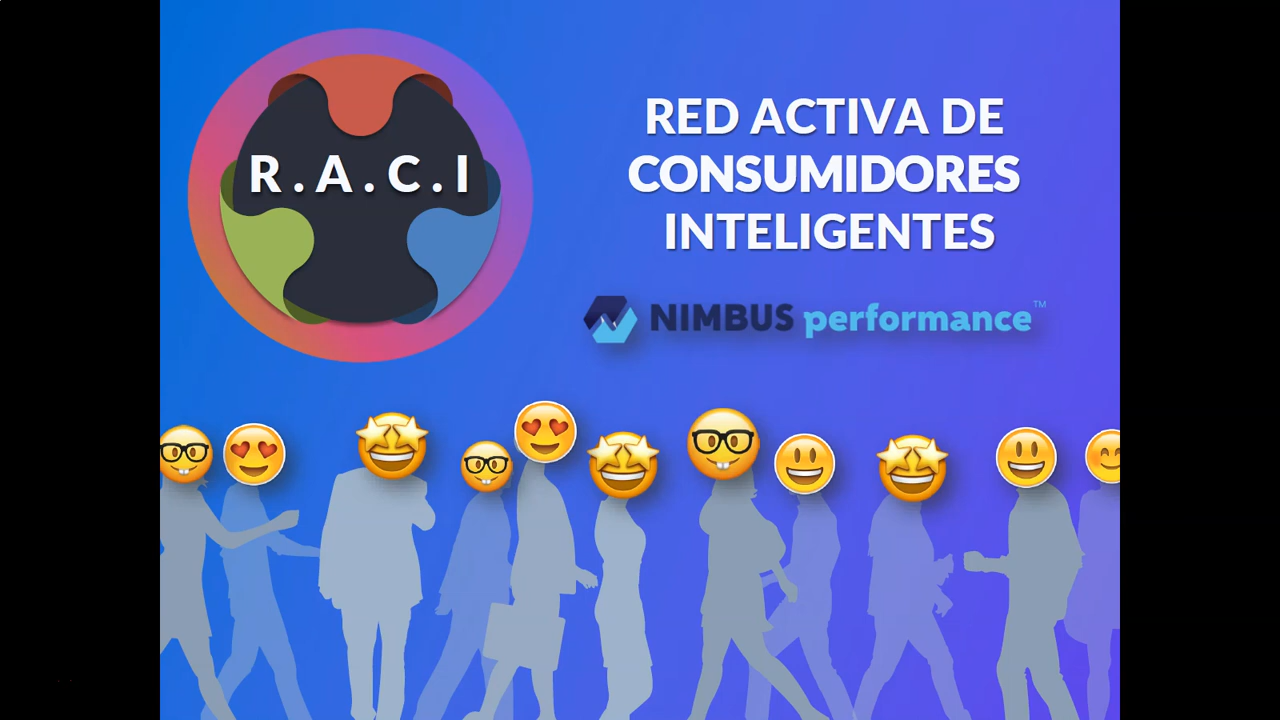 R.A.C.I
RED ACTIVA DE
CONSUMIDORES
INTELIGENTES
NIMBUS performance™